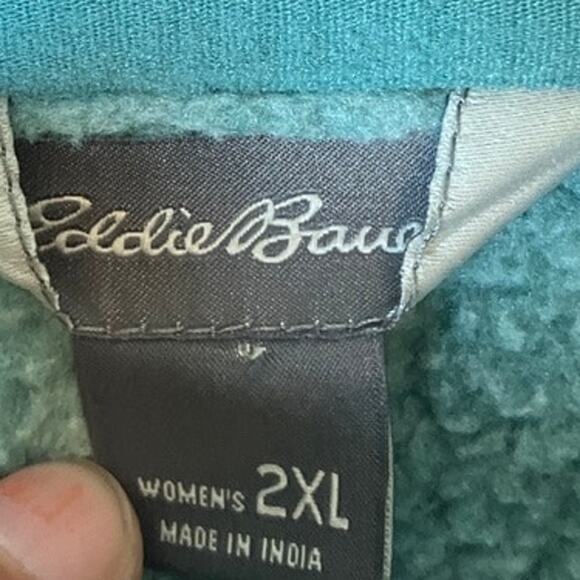 Eddie Bauer
WOMEN'S 2XL
MADE IN INDIA